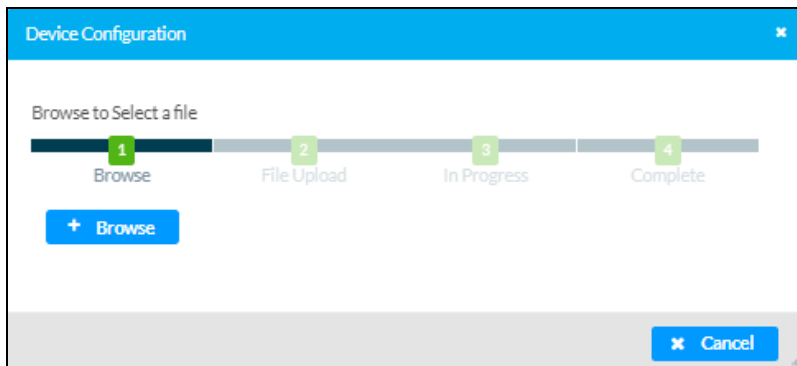 Device Configuration
Browse to Select a file
1 2 3 4
Browse File Upload In Progress Complete
+ Browse
Cancel